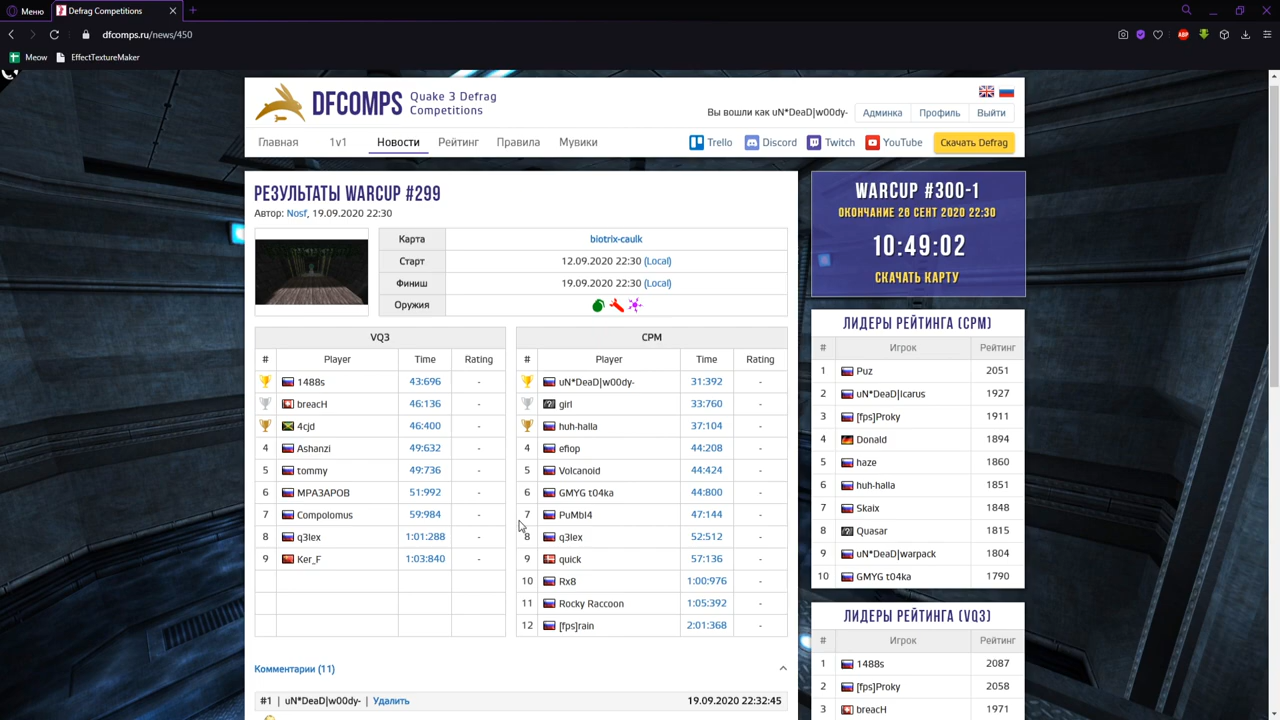 Меню
Defrag Competitions
dfcomps.ru/news/450
ABP
Meow
EffectTextureMaker
DFCOMPS
Quake 3 Defrag
Competitions
Вы вошли как uN*DeaD|w00dy-
Админка
Профиль
Выйти
Главная
1v1
Новости
Рейтинг
Правила
Мувики
Trello
Discord
Twitch
YouTube
Скачать Defrag
РЕЗУЛЬТАТЫ WARCUP #299
Автор: Nosf, 19.09.2020 22:30
Карта biotrix-caulk
Старт 12.09.2020 22:30 (Local)
Финиш 19.09.2020 22:30 (Local)
Оружия
VQ3
# Player Time Rating
1488s 43:696 -
breacH 46:136 -
4cjd 46:400 -
4 Ashanzi 49:632 -
5 tommy 49:736 -
6 МРАЗАРОВ 51:992 -
7 Compolomus 59:984 -
8 q3lex 1:01:288 -
9 Ker_F 1:03:840 -
CPM
# Player Time Rating
uN*DeaD|w00dy- 31:392 -
girl 33:760 -
huh-halla 37:104 -
4 efiop 44:208 -
5 Volcanoid 44:424 -
6 GMYG t04ka 44:800 -
7 PuMbI4 47:144 -
8 q3lex 52:512 -
9 quick 57:136 -
10 Rx8 1:00:976 -
11 Rocky Raccoon 1:05:392 -
12 [fps]rain 2:01:368 -
Комментарии (11)
#1 | uN*DeaD|w00dy- | Удалить 19.09.2020 22:32:45
WARCUP #300-1
ОКОНЧАНИЕ 26 СЕНТ 2020 22:30
10:49:02
СКАЧАТЬ КАРТУ
ЛИДЕРЫ РЕЙТИНГА (CPM)
# Игрок Рейтинг
1 Puz 2051
2 uN*DeaD|Icarus 1927
3 [fps]Proky 1911
4 Donald 1894
5 haze 1860
6 huh-halla 1851
7 Skaix 1848
8 Quasar 1815
9 uN*DeaD|warpack 1804
10 GMYG t04ka 1790
ЛИДЕРЫ РЕЙТИНГА (VQ3)
# Игрок Рейтинг
1 1488s 2087
2 [fps]Proky 2058
3 breacH 1971